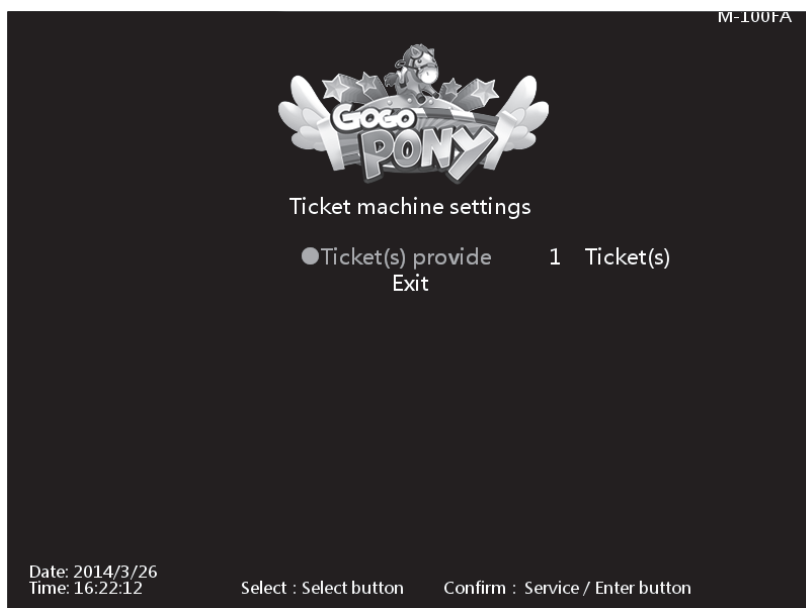 M-100FA
GOGO
PONY
Ticket machine settings
Ticket(s) provide 1 Ticket(s)
Exit
Date: 2014/3/26
Time: 16:22:12 Select : Select button Confirm : Service / Enter button